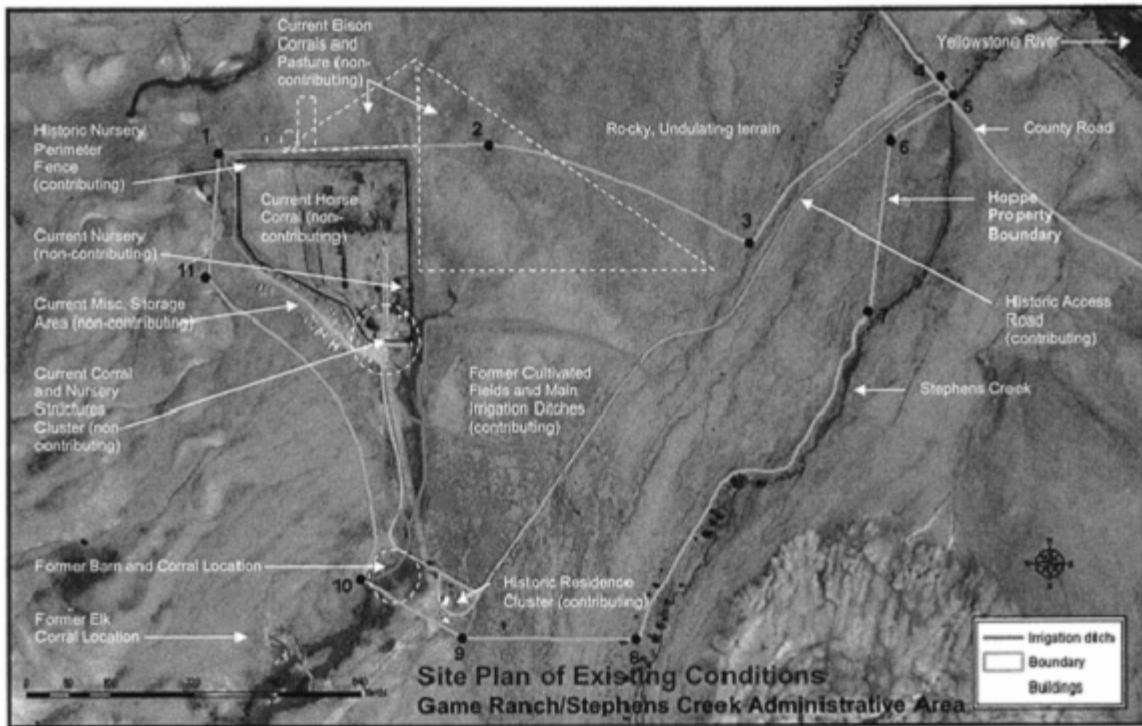 Current Bison
Corrals and
Pasture (non-
contributing)
Yellowstone River
4
5
County Road
Historic Nursery
Perimeter
Fence
(contributing)
1
2
Rocky, Undulating terrain
6
Hoppe
Property
Boundary
Current Horse
Corral (non-
contributing)
3
Current Nursery
(non-contributing)
11
Current Misc. Storage
Area (non-contributing)
Historic Access
Road
(contributing)
Current Corral
and Nursery
Structures
Cluster (non-
contributing)
Former Cultivated
Fields and Main
Irrigation Ditches
(contributing)
Stephens Creek
Former Barn and Corral Location
10
Historic Residence
Cluster (contributing)
Former Elk
Corral Location
9
8
Irrigation ditch
Boundary
Buildings
Yards
Site Plan of Existing Conditions
Game Ranch/Stephens Creek Administrative Area